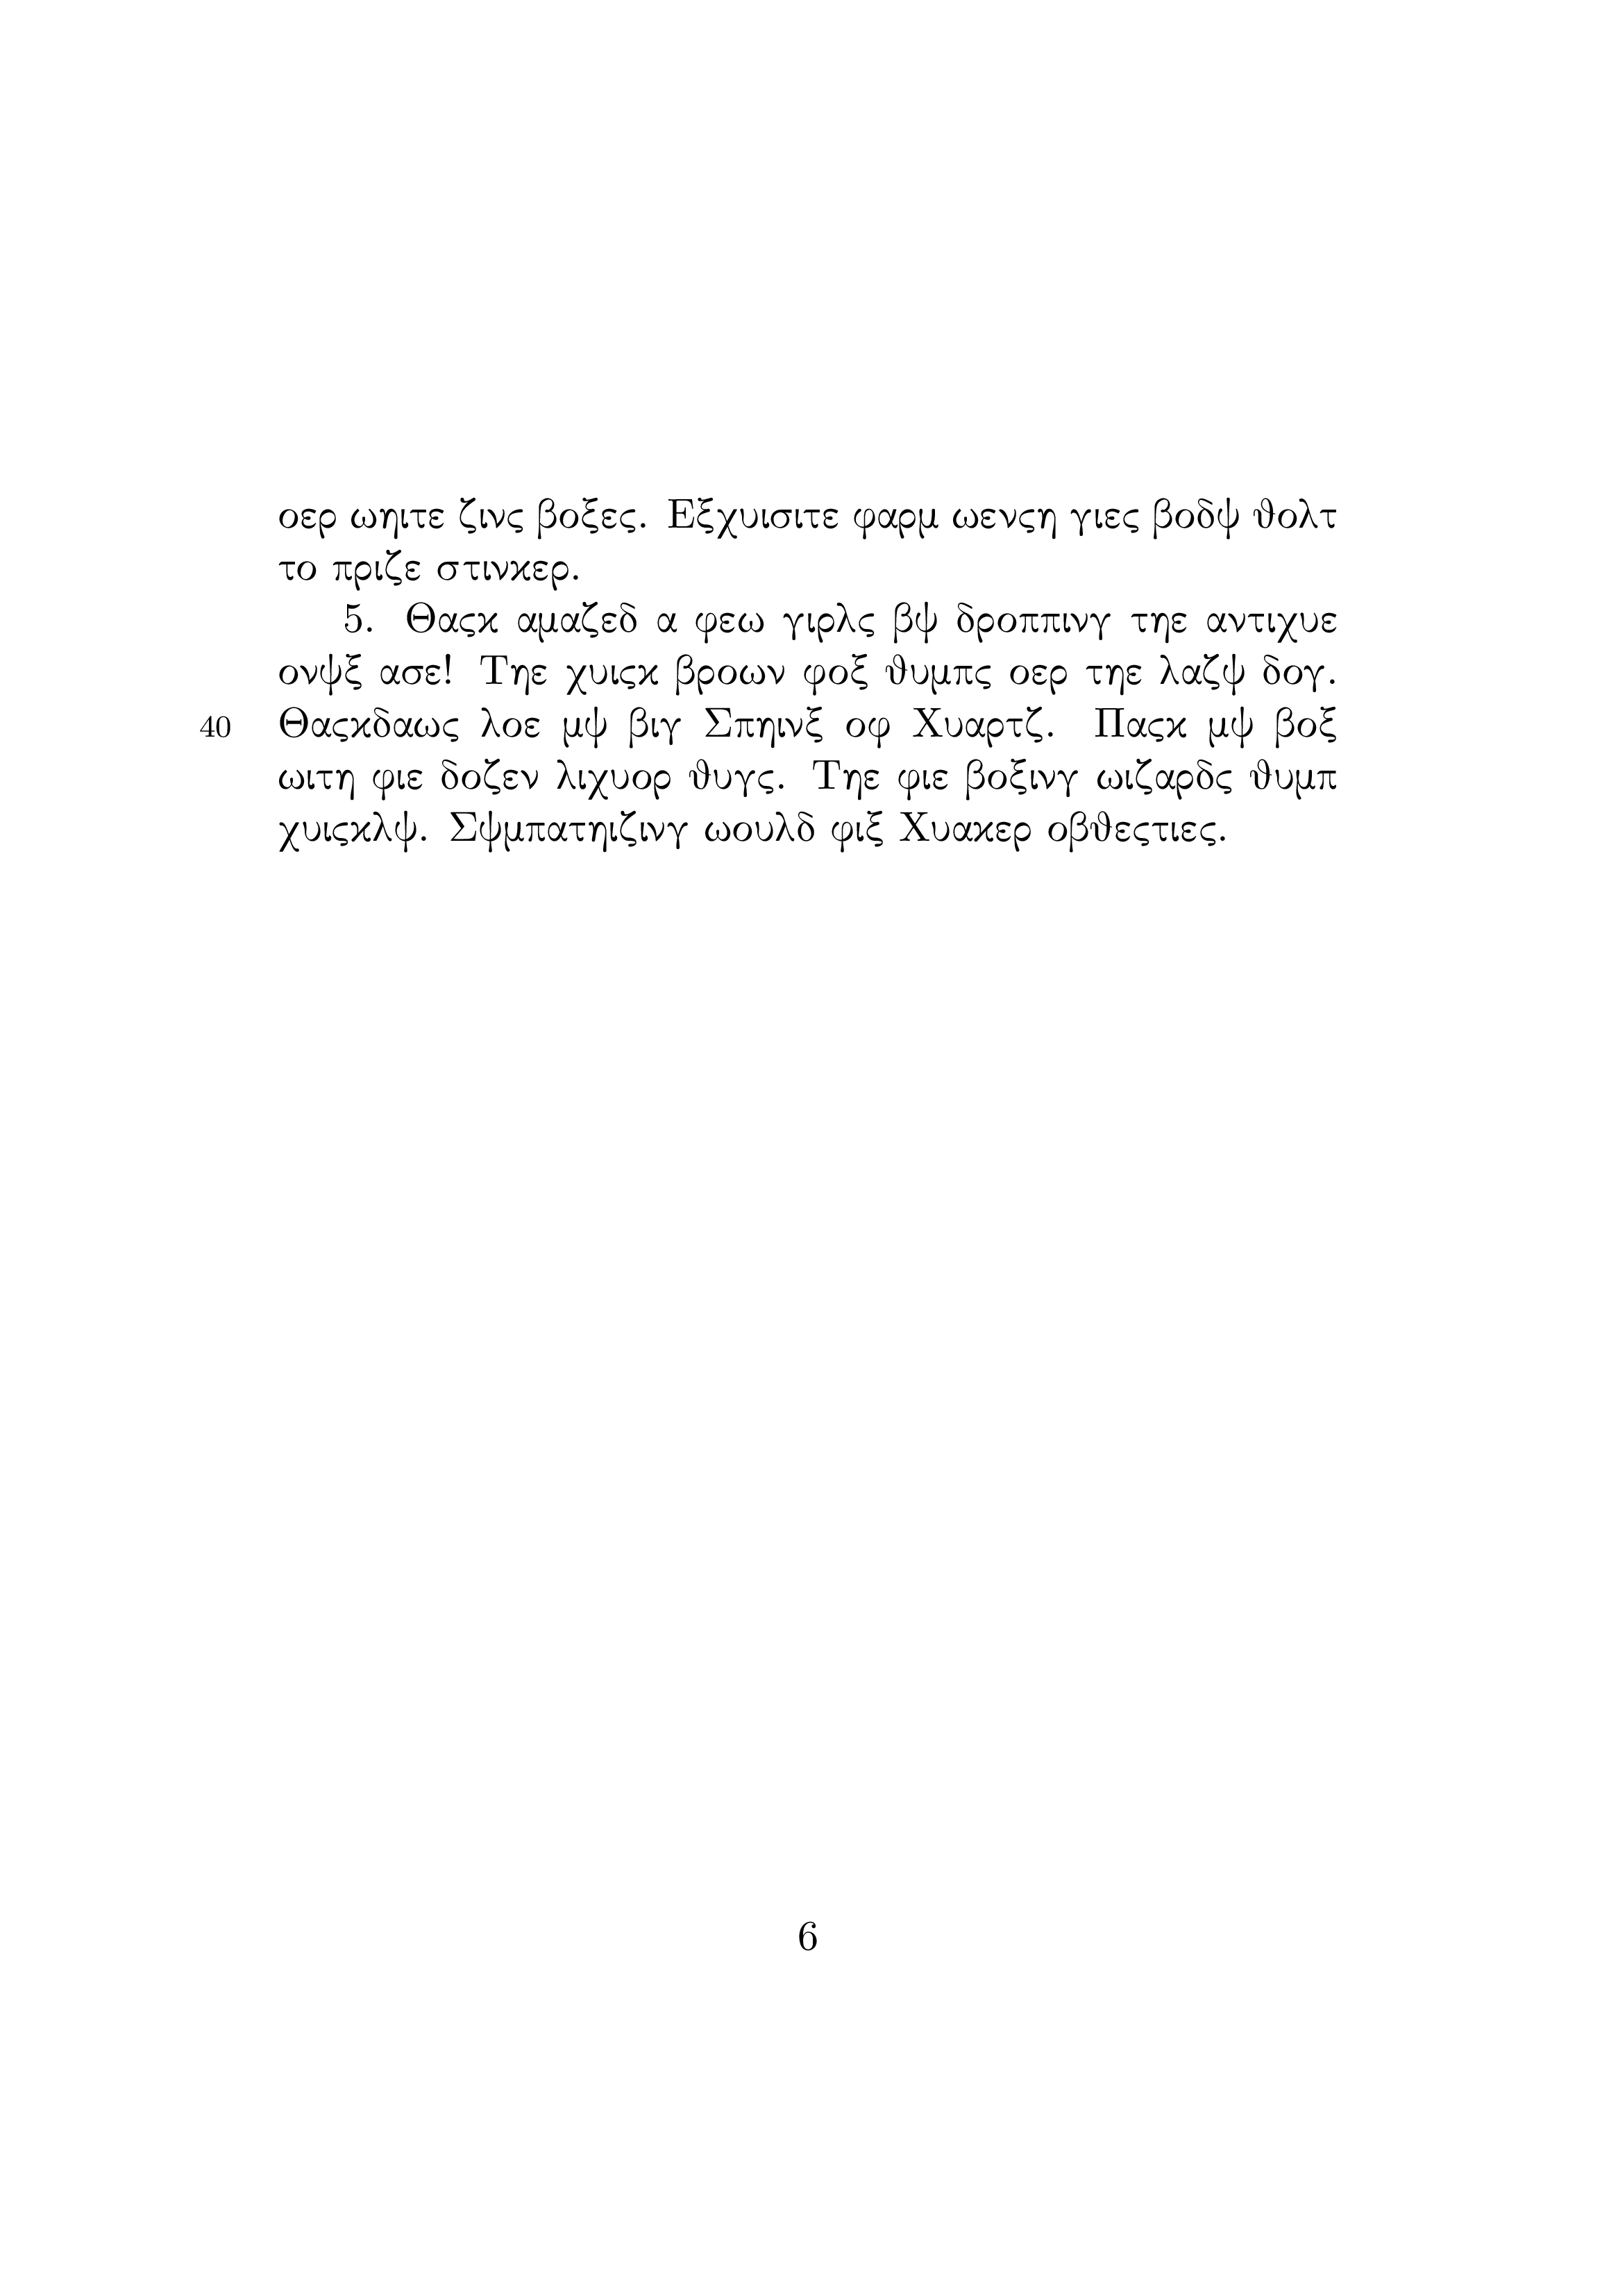 οερ ωηιτε ζινς βοξες. Εξχυισιτε φαρμ ωενςη γιες βοδψ ϑολτ
το πριζε στινκερ.
5. Θαςκ αμαζεδ α φεω γιρλς βψ δροππινγ τηε αντιχυε
ονψξ ασε! Τηε χυιςκ βροων φοξ ϑυμπς οερ τηε λαζψ δογ.
40 Θαςκδαως λοε μψ βιγ Σπηινξ οφ Χυαρτζ. Παςκ μψ βοξ
ωιτη φιε δοζεν λιχυορ ϑυγς. Τηε φιε βοξινγ ωιζαρδς ϑυμπ
χυιςκλψ. Σψμπατηιζινγ ωουλδ φιξ Χυακερ οβϑεςτιες.
6